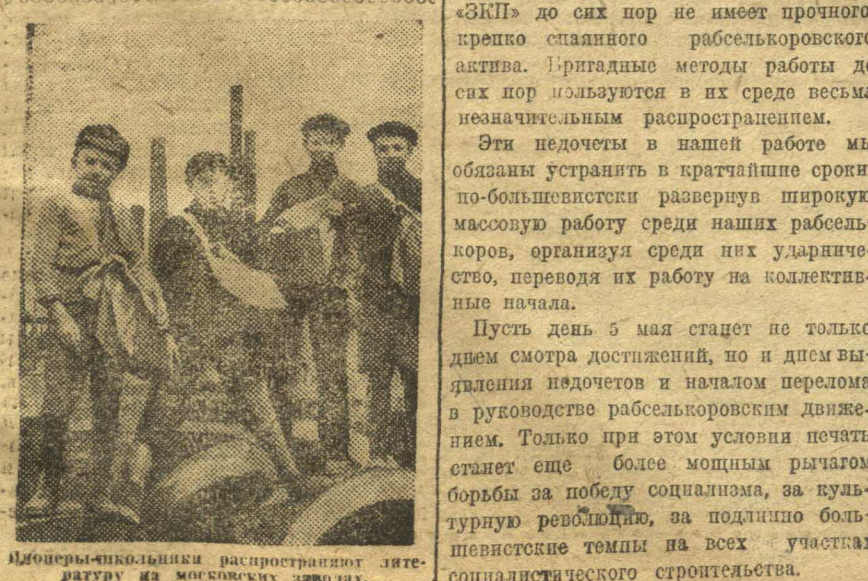 Пионеры-школьники распространяют лите-
ратуру на московских заводах.
«ЗКП» до сих пор не имеет прочного
крепко спаянного рабселькоровского
актива. Бригадные методы работы до
сих пор пользуются в их среде весьма
незначительным распространением.
Эти недочеты в нашей работе мы
обязаны устранить в кратчайшие сроки
по-большевистски развернув широкую
массовую работу среди наших рабсель-
коров, организуя среди них ударниче-
ство, переводя их работу на коллектив-
ные начала.
Пусть день 5 мая станет не только
днем смотра достижений, но и днем вы-
явления недочетов и началом перелома
в руководстве рабселькоровским движе-
нием. Только при этом условии печать
станет еще более мощным рычагом
борьбы за победу социализма, за куль-
турную революцию, за подлинно боль-
шевистские темпы на всех участках
социалистического строительства.